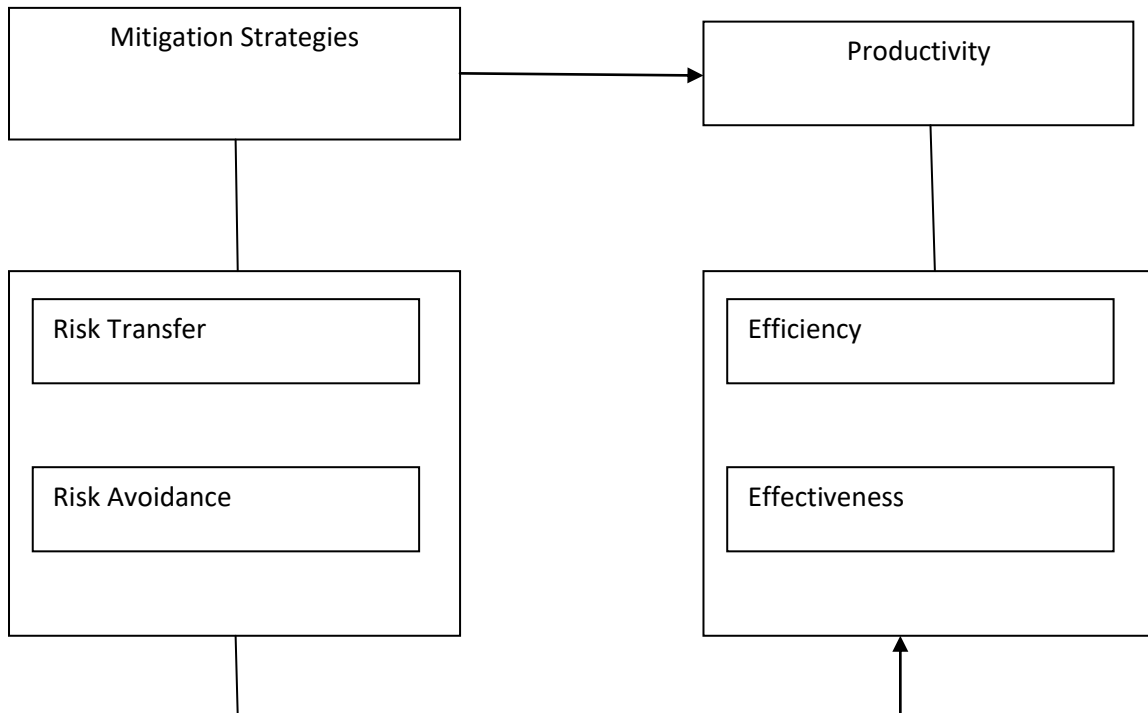 Mitigation Strategies
Productivity
Risk Transfer
Efficiency
Risk Avoidance
Effectiveness